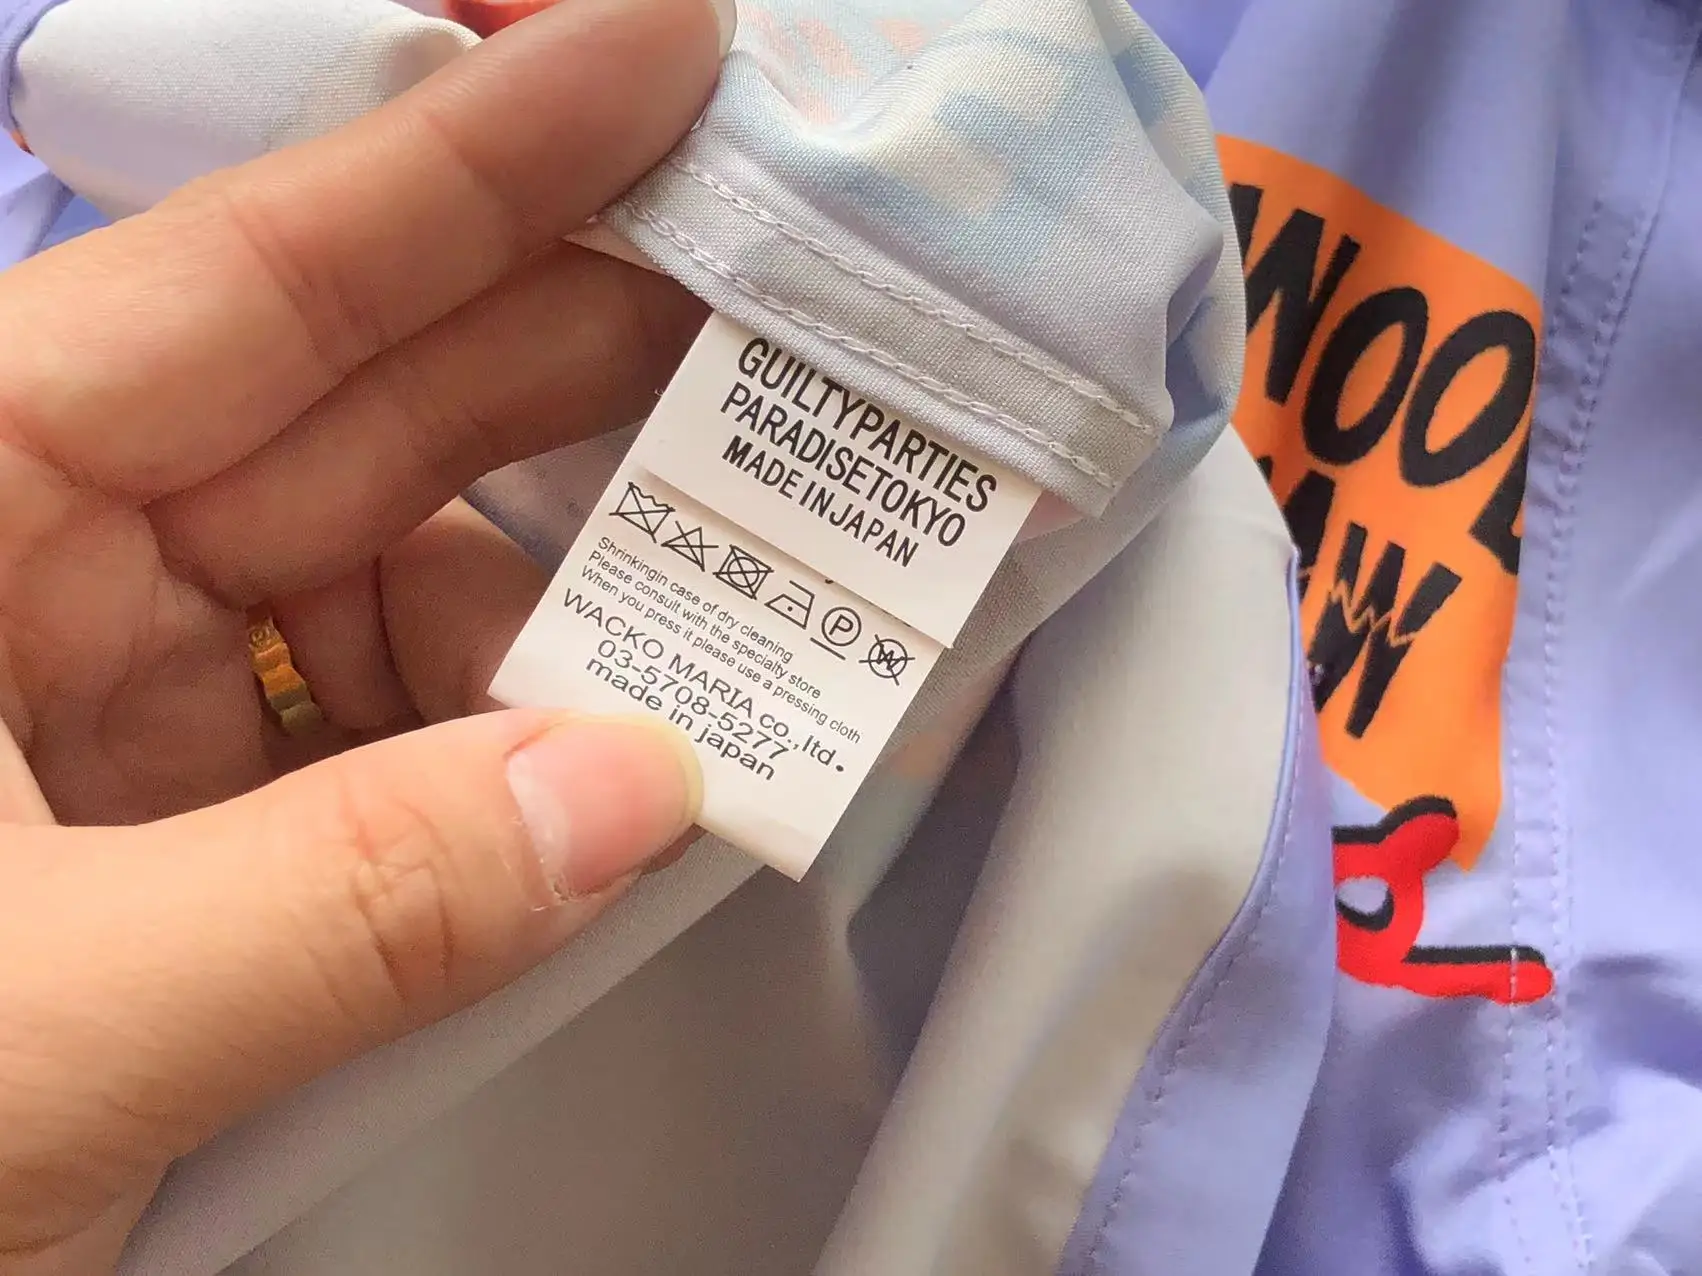 GUILTYPARTIES
PARADISETOKYO
MADE IN JAPAN
P
W
Shrinkingin case of dry cleaning
Please consult with the specialty store
When you press it please use a pressing cloth
WACKO MARIA co.,ltd.
03-5708-5277
made in japan
WOO